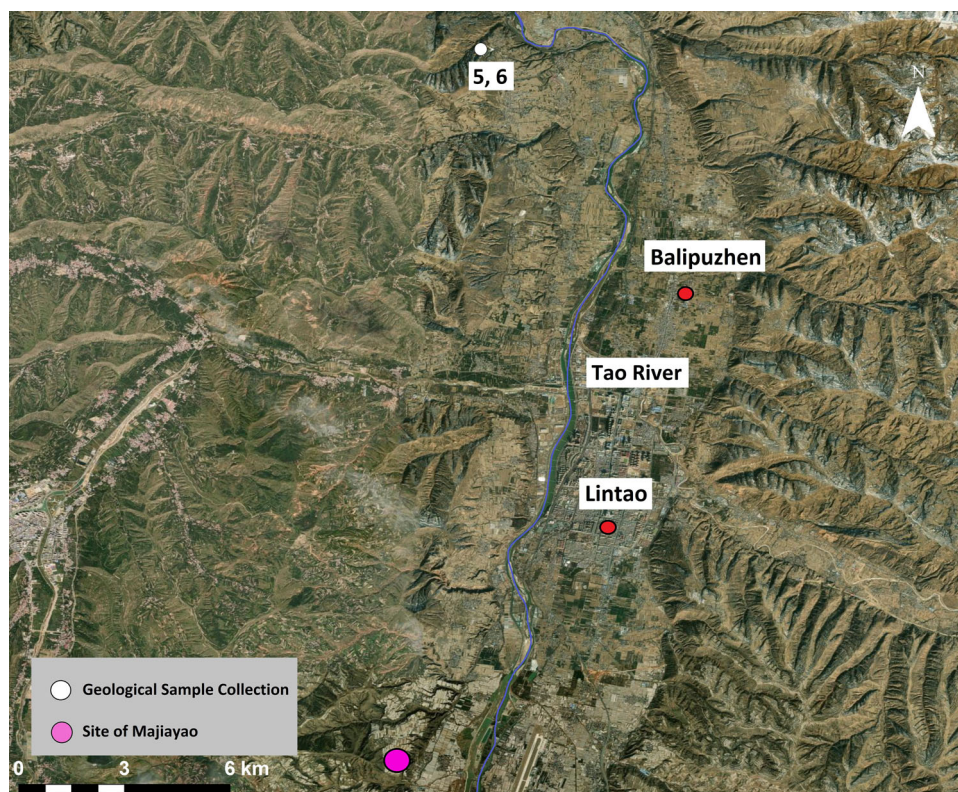 5, 6
N
Balipuzhen
Tao River
Lintao
Geological Sample Collection
Site of Majiayao
0 3 6 km